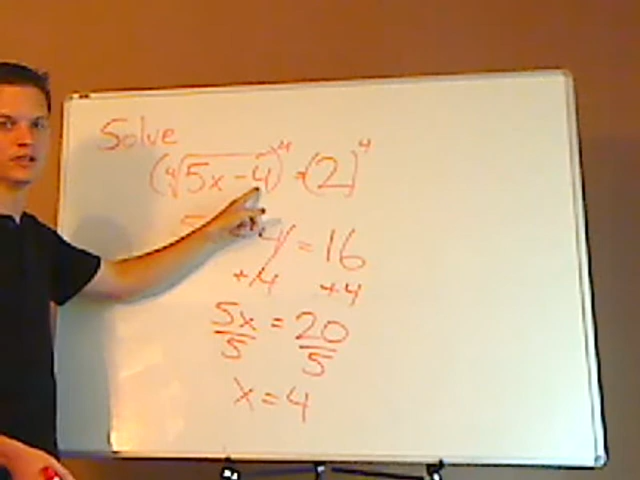 Solve
(∜5x-4)⁴ = (2)⁴
4 = 16
+4 +4
5x/5 = 20/5
x = 4